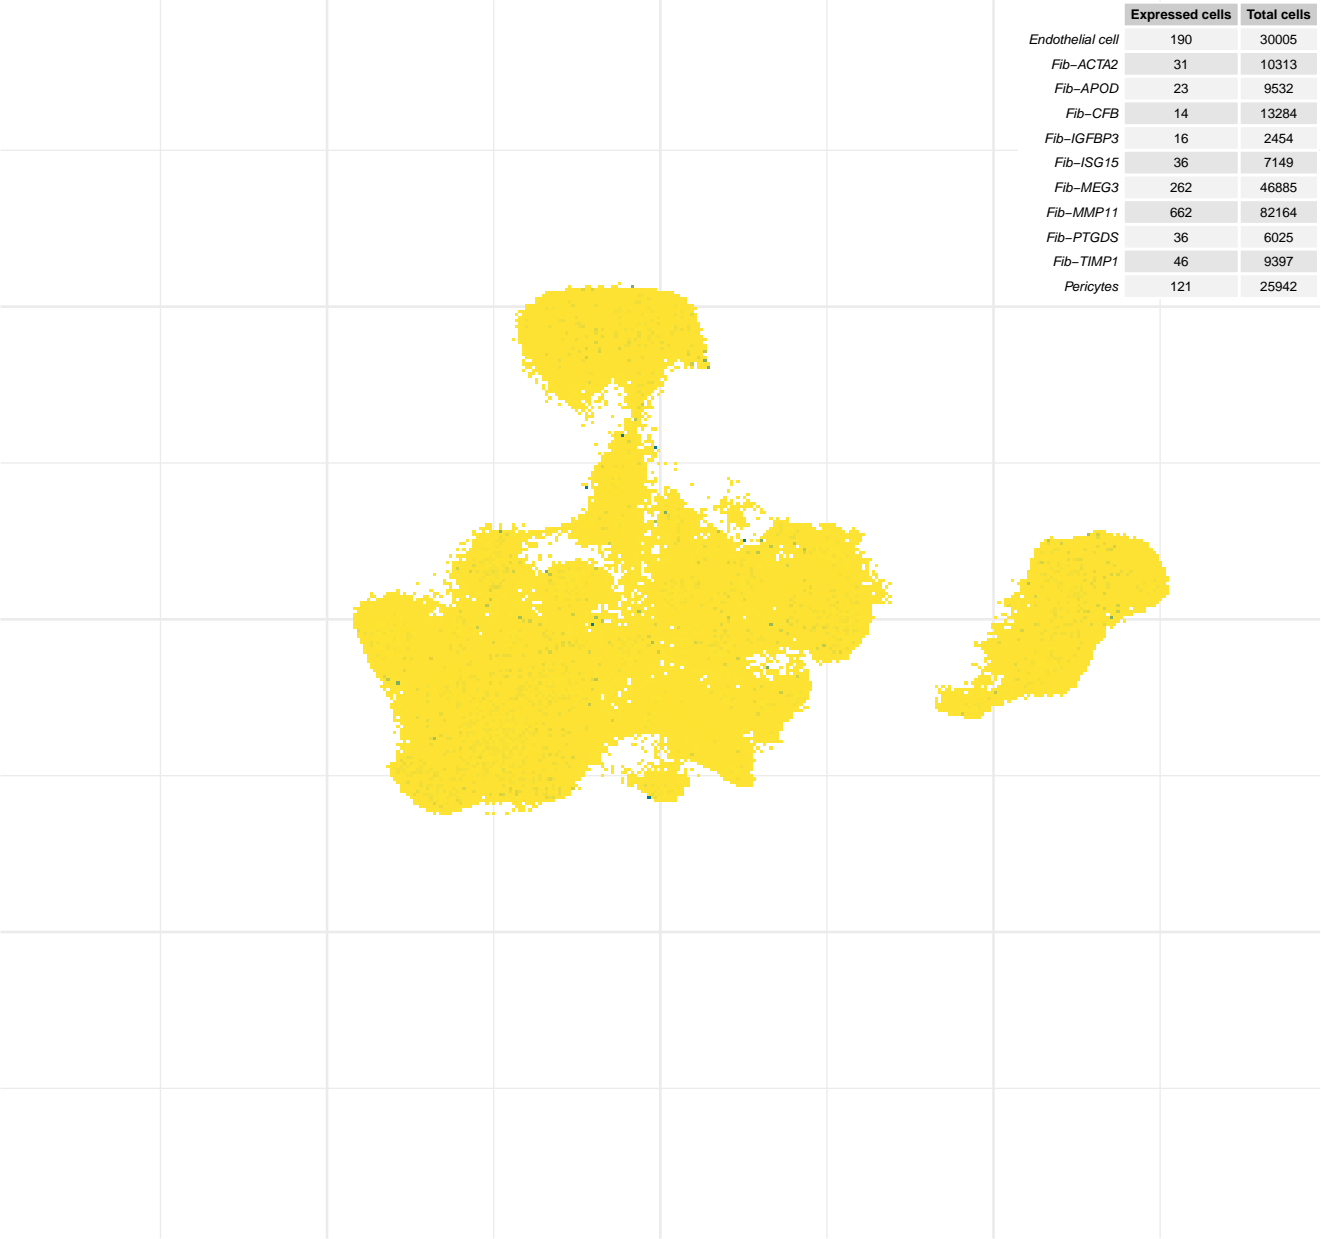 Expressed cells Total cells
Endothelial cell 190 30005
Fib−ACTA2 31 10313
Fib−APOD 23 9532
Fib−CFB 14 13284
Fib−IGFBP3 16 2454
Fib−ISG15 36 7149
Fib−MEG3 262 46885
Fib−MMP11 662 82164
Fib−PTGDS 36 6025
Fib−TIMP1 46 9397
Pericytes 121 25942